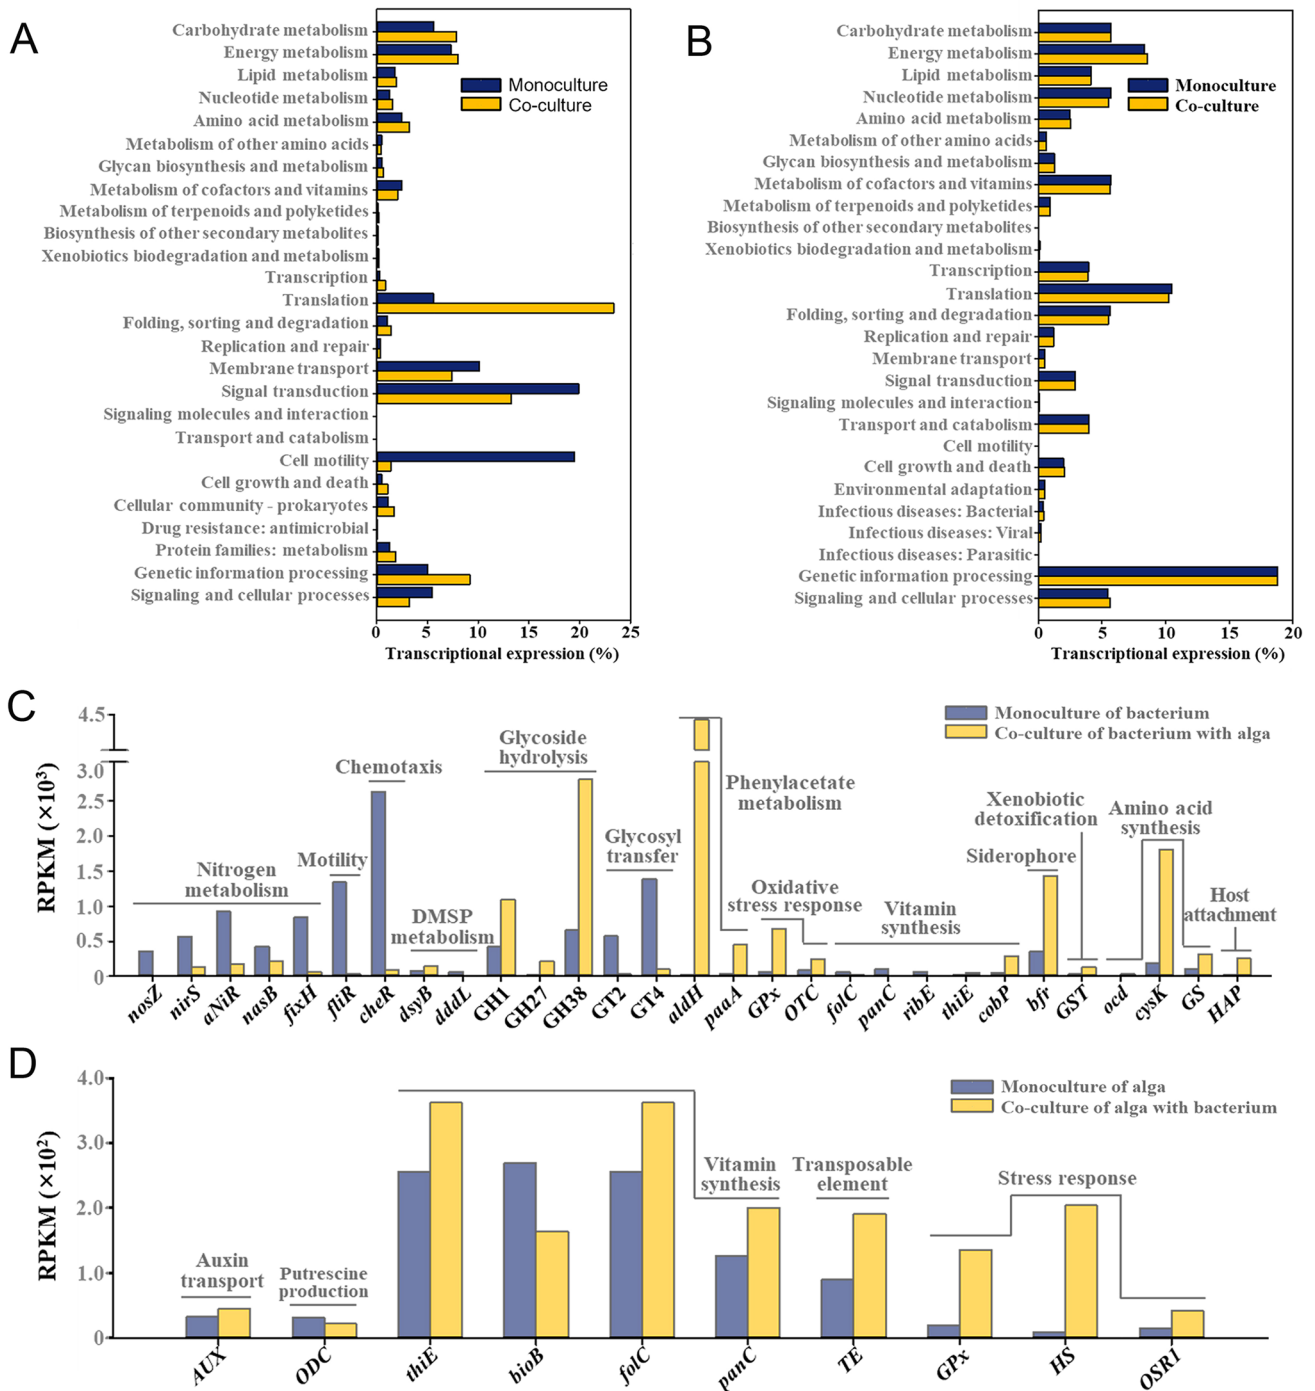 A
Carbohydrate metabolism
Energy metabolism
Lipid metabolism
Nucleotide metabolism
Amino acid metabolism
Metabolism of other amino acids
Glycan biosynthesis and metabolism
Metabolism of cofactors and vitamins
Metabolism of terpenoids and polyketides
Biosynthesis of other secondary metabolites
Xenobiotics biodegradation and metabolism
Transcription
Translation
Folding, sorting and degradation
Replication and repair
Membrane transport
Signal transduction
Signaling molecules and interaction
Transport and catabolism
Cell motility
Cell growth and death
Cellular community - prokaryotes
Drug resistance: antimicrobial
Protein families: metabolism
Genetic information processing
Signaling and cellular processes
Monoculture
Co-culture
0 5 10 15 20 25
Transcriptional expression (%)
B
Carbohydrate metabolism
Energy metabolism
Lipid metabolism
Nucleotide metabolism
Amino acid metabolism
Metabolism of other amino acids
Glycan biosynthesis and metabolism
Metabolism of cofactors and vitamins
Metabolism of terpenoids and polyketides
Biosynthesis of other secondary metabolites
Xenobiotics biodegradation and metabolism
Transcription
Translation
Folding, sorting and degradation
Replication and repair
Membrane transport
Signal transduction
Signaling molecules and interaction
Transport and catabolism
Cell motility
Cell growth and death
Environmental adaptation
Infectious diseases: Bacterial
Infectious diseases: Viral
Infectious diseases: Parasitic
Genetic information processing
Signaling and cellular processes
Monoculture
Co-culture
0 5 10 15 20
Transcriptional expression (%)
C
RPKM (×10³)
4.5
3.0
2.5
2.0
1.5
1.0
0.5
0
Monoculture of bacterium
Co-culture of bacterium with alga
Nitrogen
metabolism
Motility
Chemotaxis
DMSP
metabolism
Glycoside
hydrolysis
Glycosyl
transfer
Phenylacetate
metabolism
Oxidative
stress response
Vitamin
synthesis
Siderophore
Xenobiotic
detoxification
Amino acid
synthesis
Host
attachment
nosZ nirS aNiR nasB fixH fliR cheR dsyB dddL GH1 GH27 GH38 GT2 GT4 aldH paaA GPx OTC folC panC ribE thiE cobP bfr GST ocd cysK GS HAP
D
RPKM (×10²)
4.0
3.0
2.0
1.0
0
Monoculture of alga
Co-culture of alga with bacterium
Auxin
transport
Putrescine
production
Vitamin
synthesis
Transposable
element
Stress response
AUX ODC thiE bioB folC panC TE GPx HS OSR1